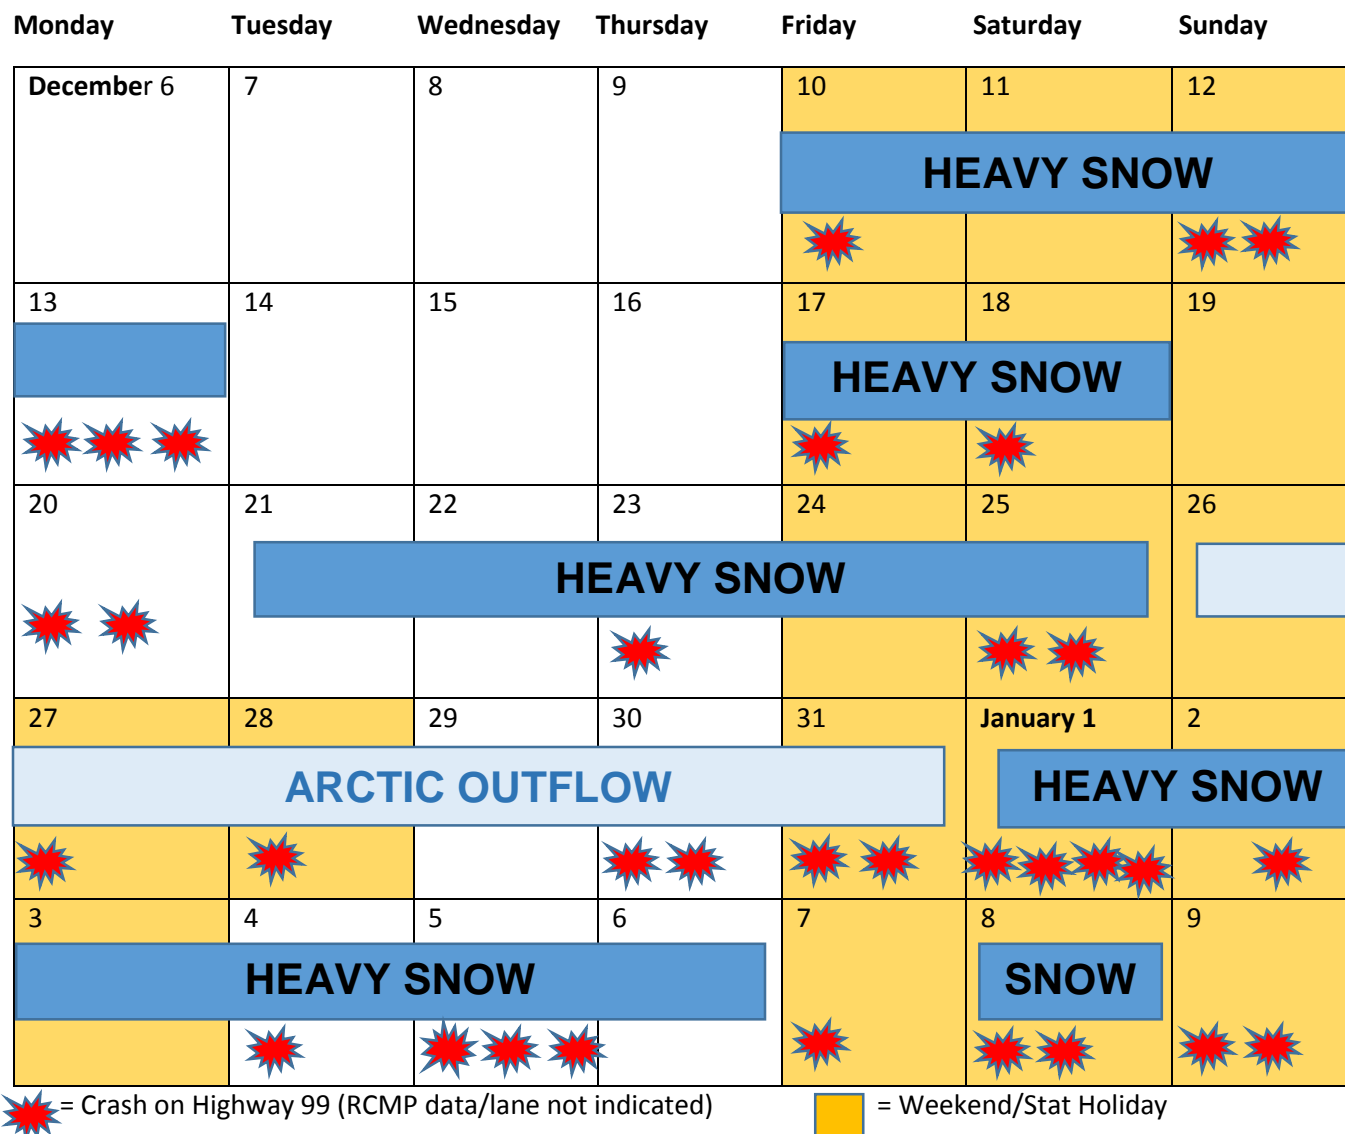 Monday Tuesday Wednesday Thursday Friday Saturday Sunday
December 6 7 8 9 10 11 12
HEAVY SNOW
13 14 15 16 17 18 19
HEAVY SNOW
20 21 22 23 24 25 26
HEAVY SNOW
27 28 29 30 31 January 1 2
ARCTIC OUTFLOW HEAVY SNOW
3 4 5 6 7 8 9
HEAVY SNOW SNOW
= Crash on Highway 99 (RCMP data/lane not indicated) = Weekend/Stat Holiday